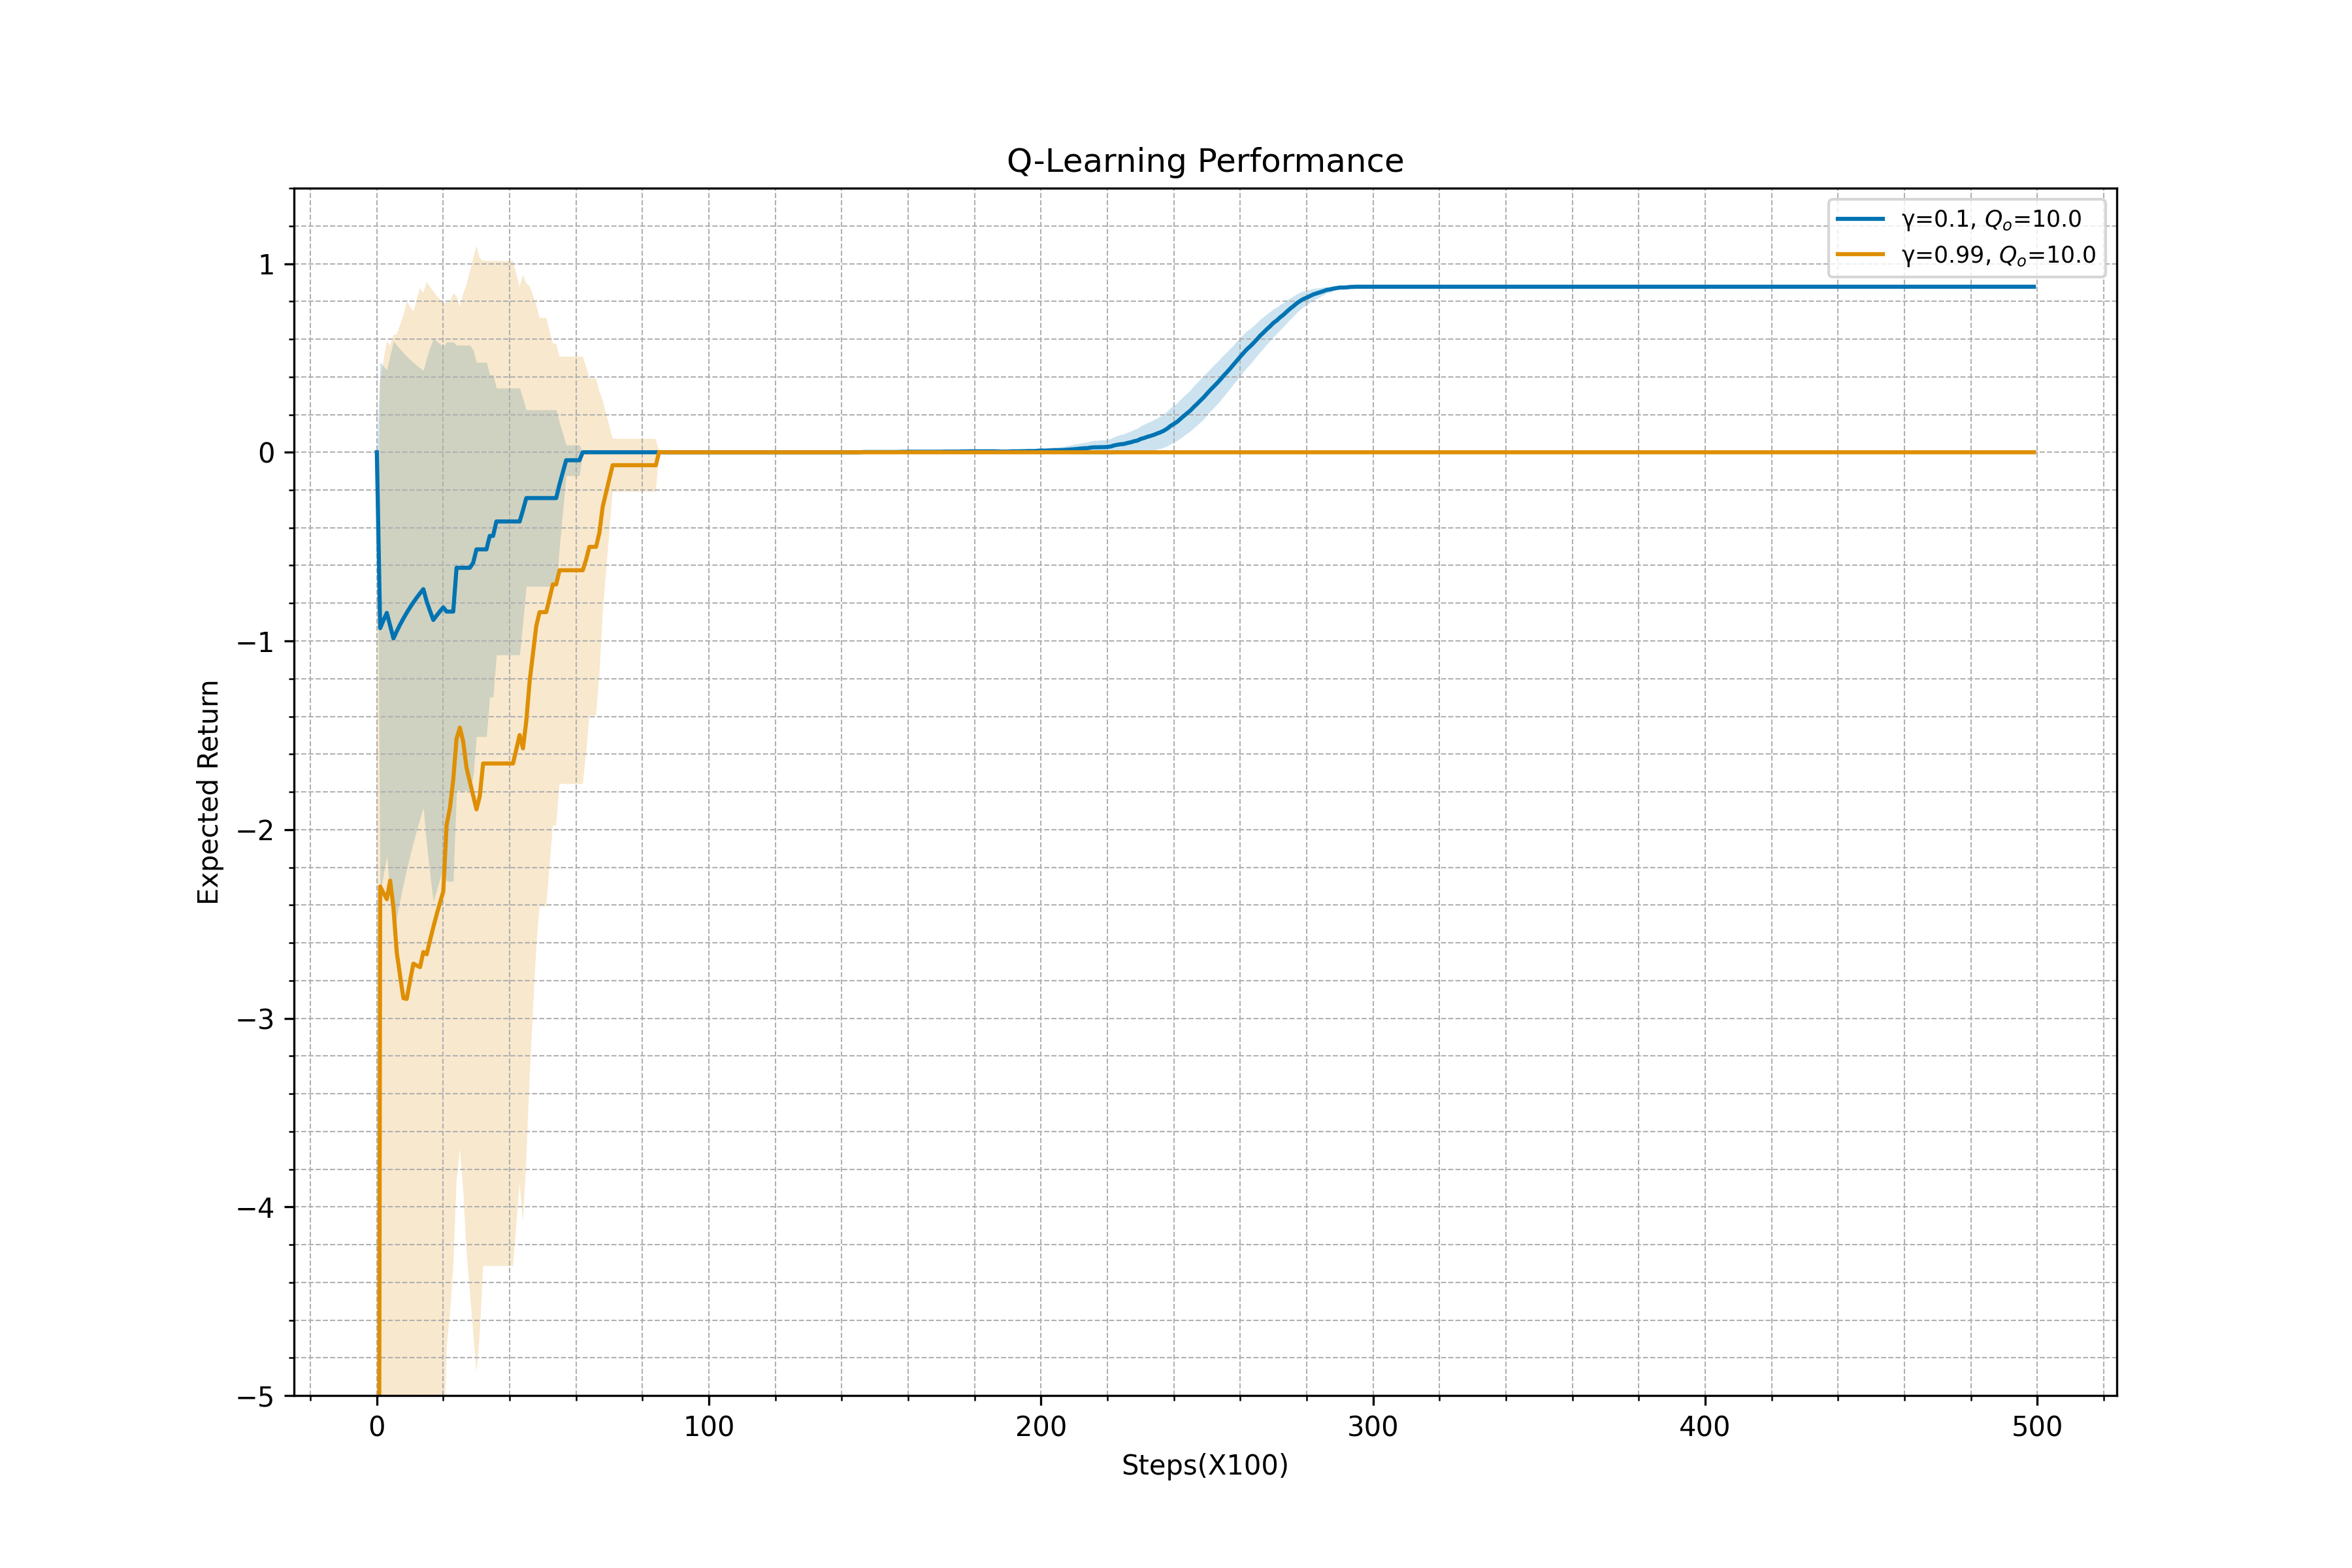 Q-Learning Performance
γ=0.1, Qₒ=10.0
γ=0.99, Qₒ=10.0
1
0
−1
−2
−3
−4
−5
Expected Return
0 100 200 300 400 500
Steps(X100)